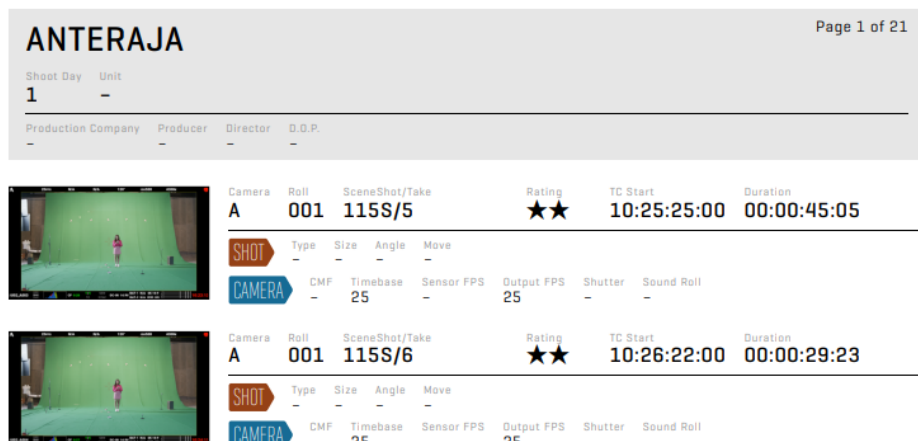 ANTERAJA
Page 1 of 21
Shoot Day Unit
1 –
Production Company Producer Director D.O.P.
– – – –
Camera Roll SceneShot/Take Rating TC Start Duration
A 001 115S/5 ★★ 10:25:25:00 00:00:45:05
SHOT Type Size Angle Move
– – – –
CAMERA CMF Timebase Sensor FPS Output FPS Shutter Sound Roll
– 25 – 25 – –
Camera Roll SceneShot/Take Rating TC Start Duration
A 001 115S/6 ★★ 10:26:22:00 00:00:29:23
SHOT Type Size Angle Move
– – – –
CAMERA CMF Timebase Sensor FPS Output FPS Shutter Sound Roll
25 25